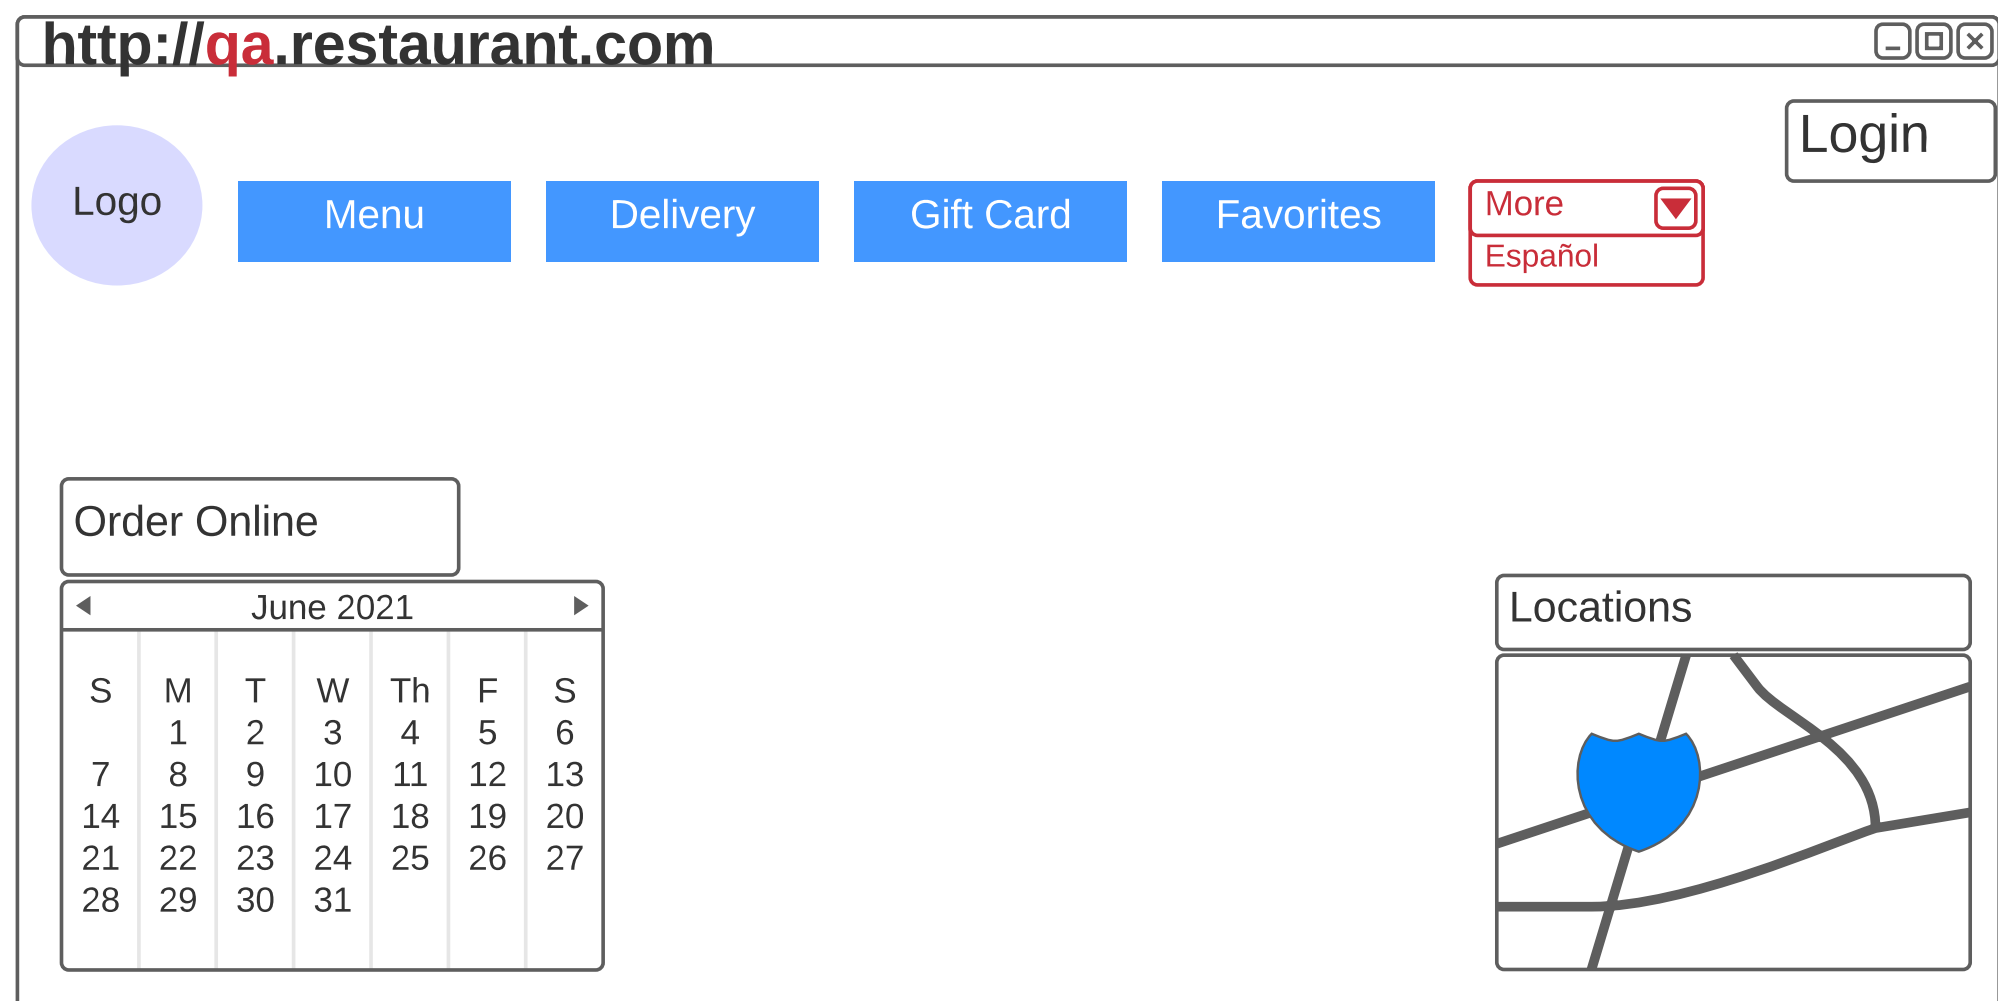 http://qa.restaurant.com
Login
Logo
Menu
Delivery
Gift Card
Favorites
More
Español
Order Online
June 2021
S M T W Th F S
1 2 3 4 5 6
7 8 9 10 11 12 13
14 15 16 17 18 19 20
21 22 23 24 25 26 27
28 29 30 31
Locations